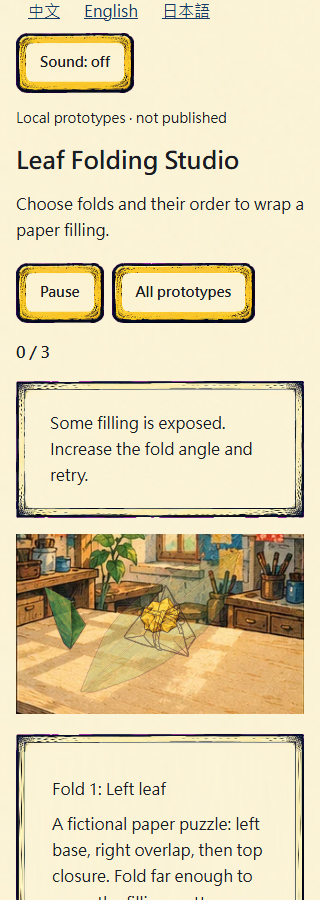 中文 English 日本語
Sound: off
Local prototypes · not published
Leaf Folding Studio
Choose folds and their order to wrap a
paper filling.
Pause All prototypes
0 / 3
Some filling is exposed.
Increase the fold angle and
retry.
Fold 1: Left leaf
A fictional paper puzzle: left
base, right overlap, then top
closure. Fold far enough to